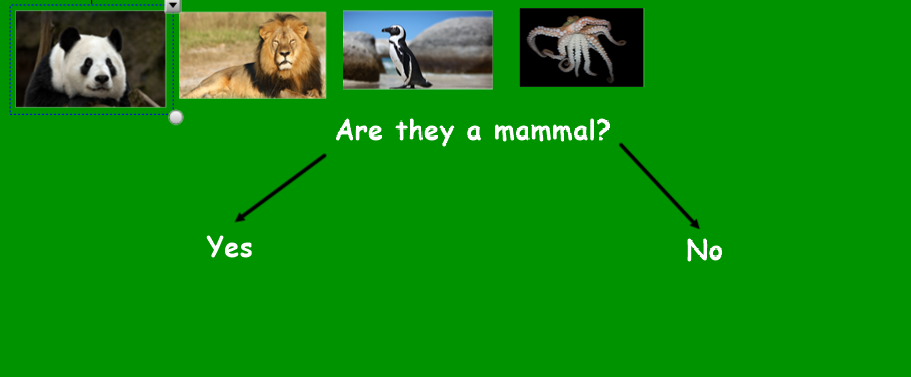 Are they a mammal?
Yes
No